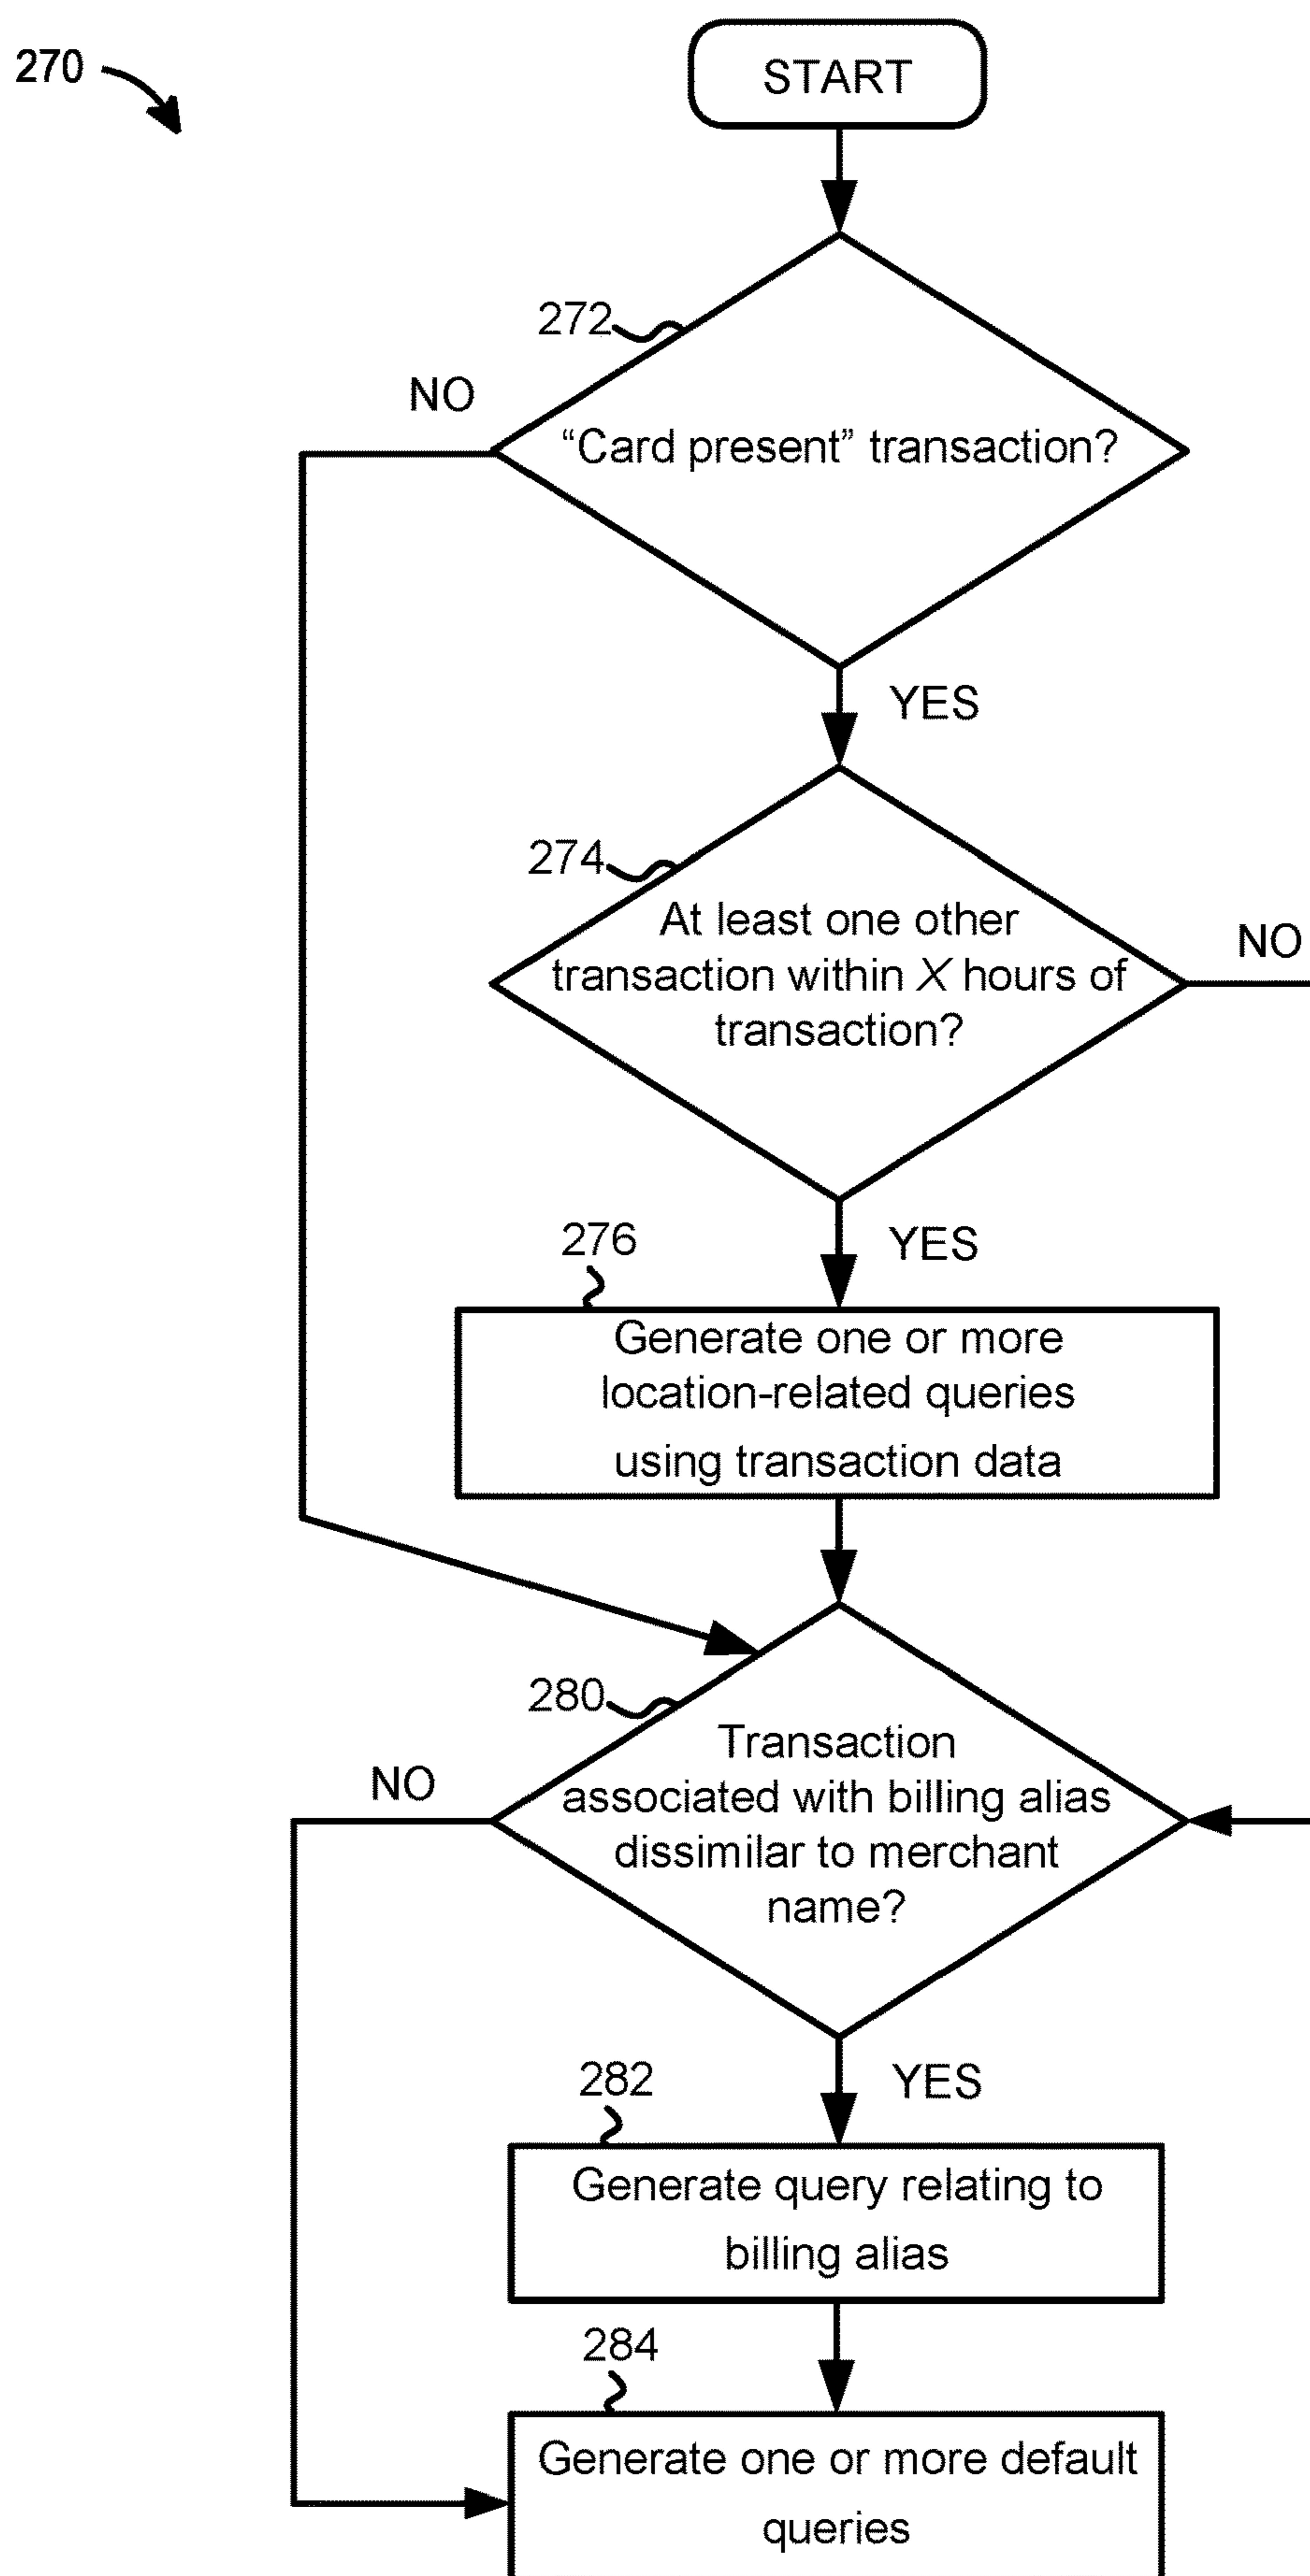 270
START
272
NO
“Card present” transaction?
YES
274
At least one other
transaction within X hours of
transaction?
NO
YES
276
Generate one or more
location-related queries
using transaction data
280
Transaction
associated with billing alias
dissimilar to merchant
name?
NO
YES
282
Generate query relating to
billing alias
284
Generate one or more default
queries